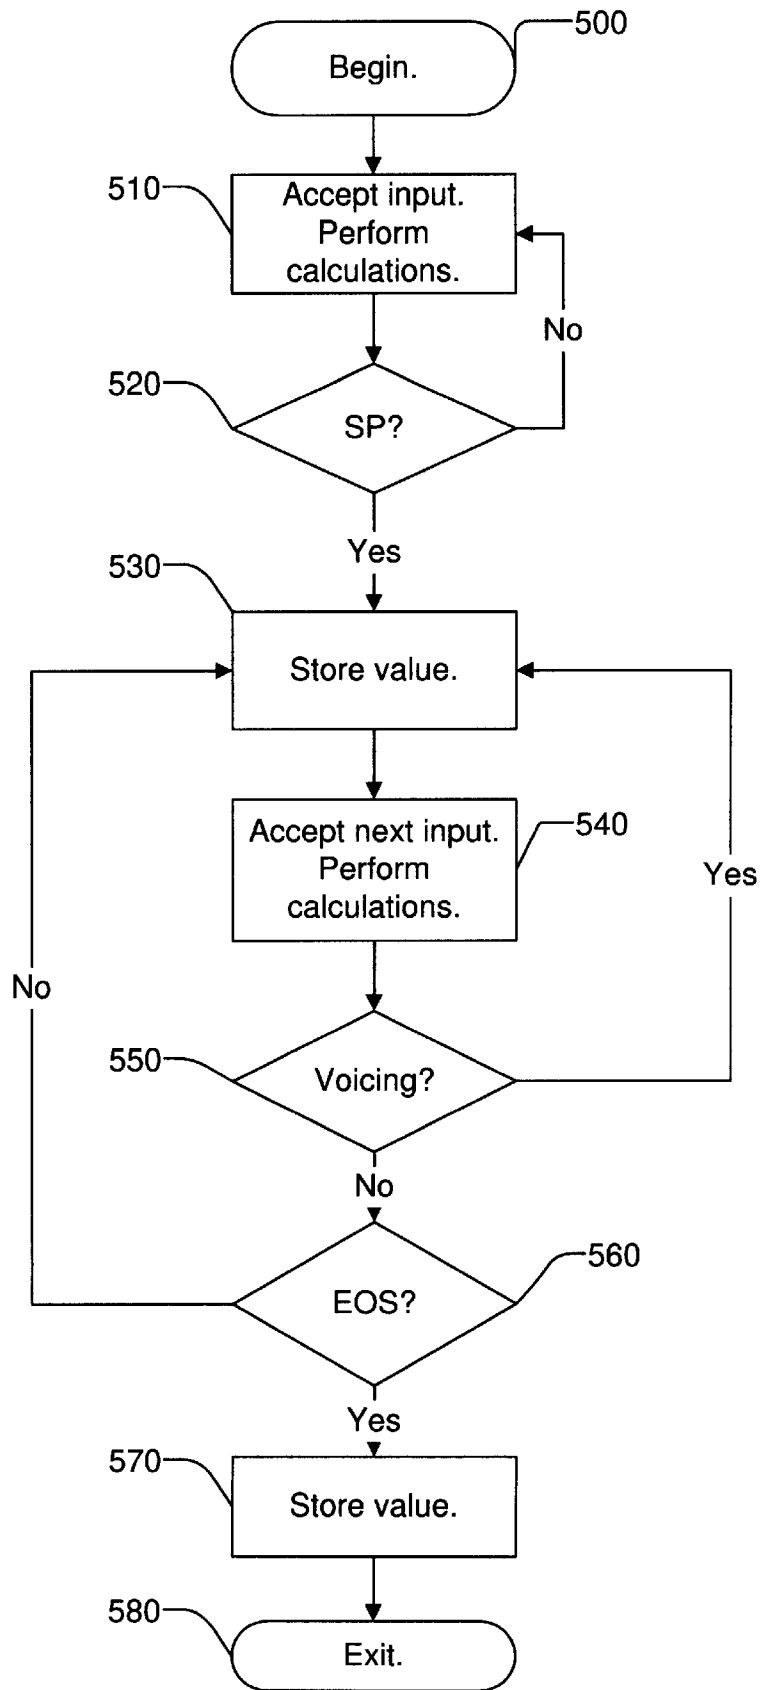 500
Begin.
510
Accept input.
Perform
calculations.
No
520
SP?
Yes
530
Store value.
Accept next input.
Perform
calculations.
540
Yes
No
550
Voicing?
No
560
EOS?
Yes
570
Store value.
580
Exit.